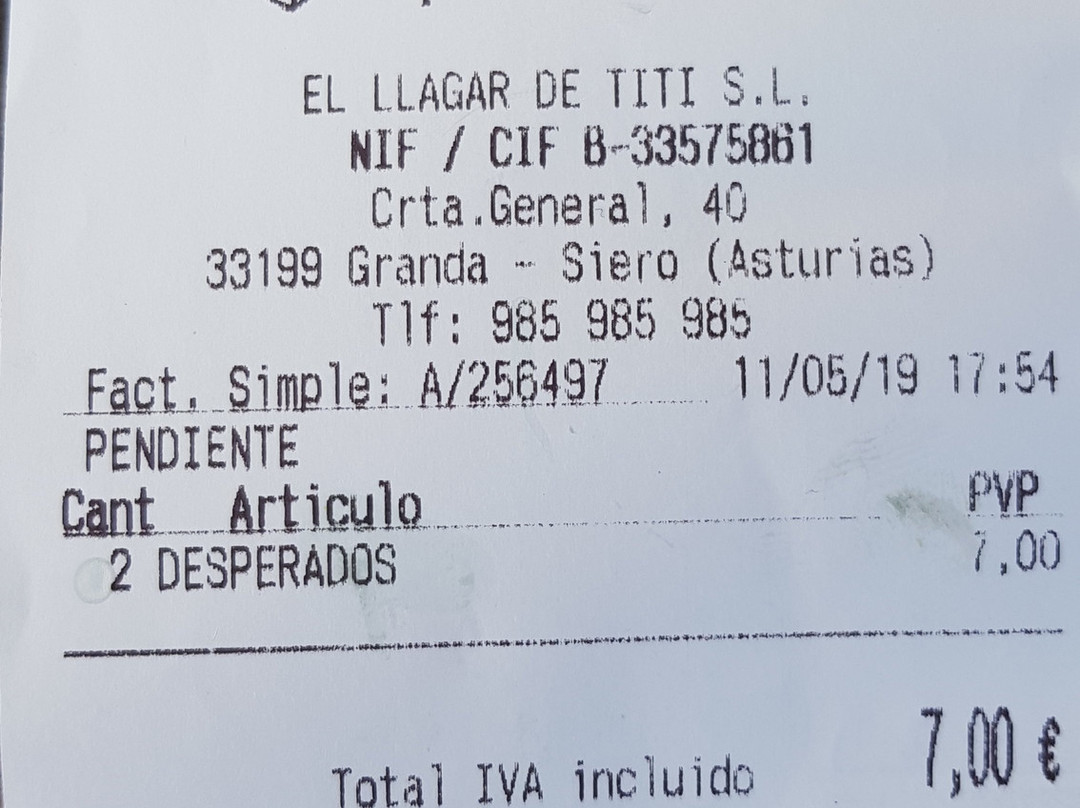 EL LLAGAR DE TITI S.L.
NIF / CIF B-33575861
Crta.General, 40
33199 Granda - Siero (Asturias)
Tlf: 985 985 985
Fact. Simple: A/256497 11/05/19 17:54
PENDIENTE
Cant Articulo PVP
2 DESPERADOS 7,00
Total IVA incluido 7,00 €